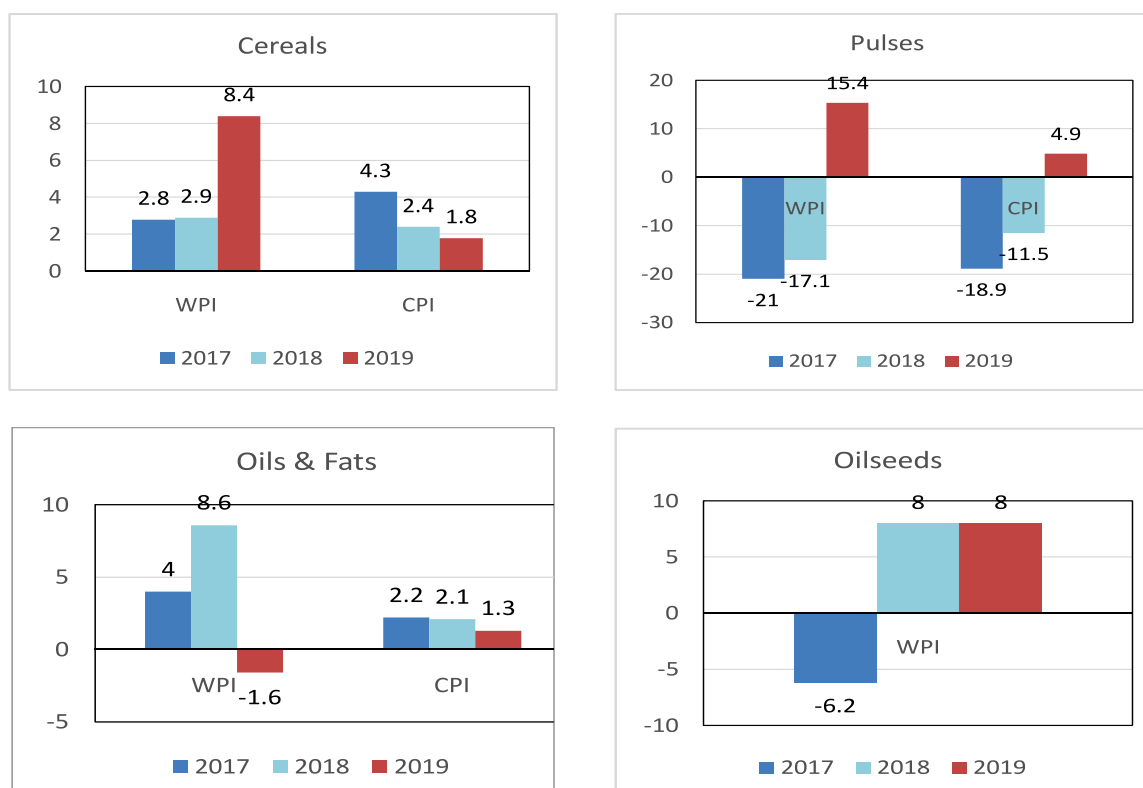 Cereals
10
8
6
4
2
0
2.8
2.9
8.4
4.3
2.4
1.8
WPI
CPI
2017 2018 2019
Pulses
20
10
0
-10
-20
-30
-21
-17.1
15.4
-18.9
-11.5
4.9
WPI
CPI
2017 2018 2019
Oils & Fats
10
5
0
-5
4
8.6
-1.6
2.2
2.1
1.3
WPI
CPI
2017 2018 2019
Oilseeds
10
5
0
-5
-10
-6.2
8
8
WPI
2017 2018 2019